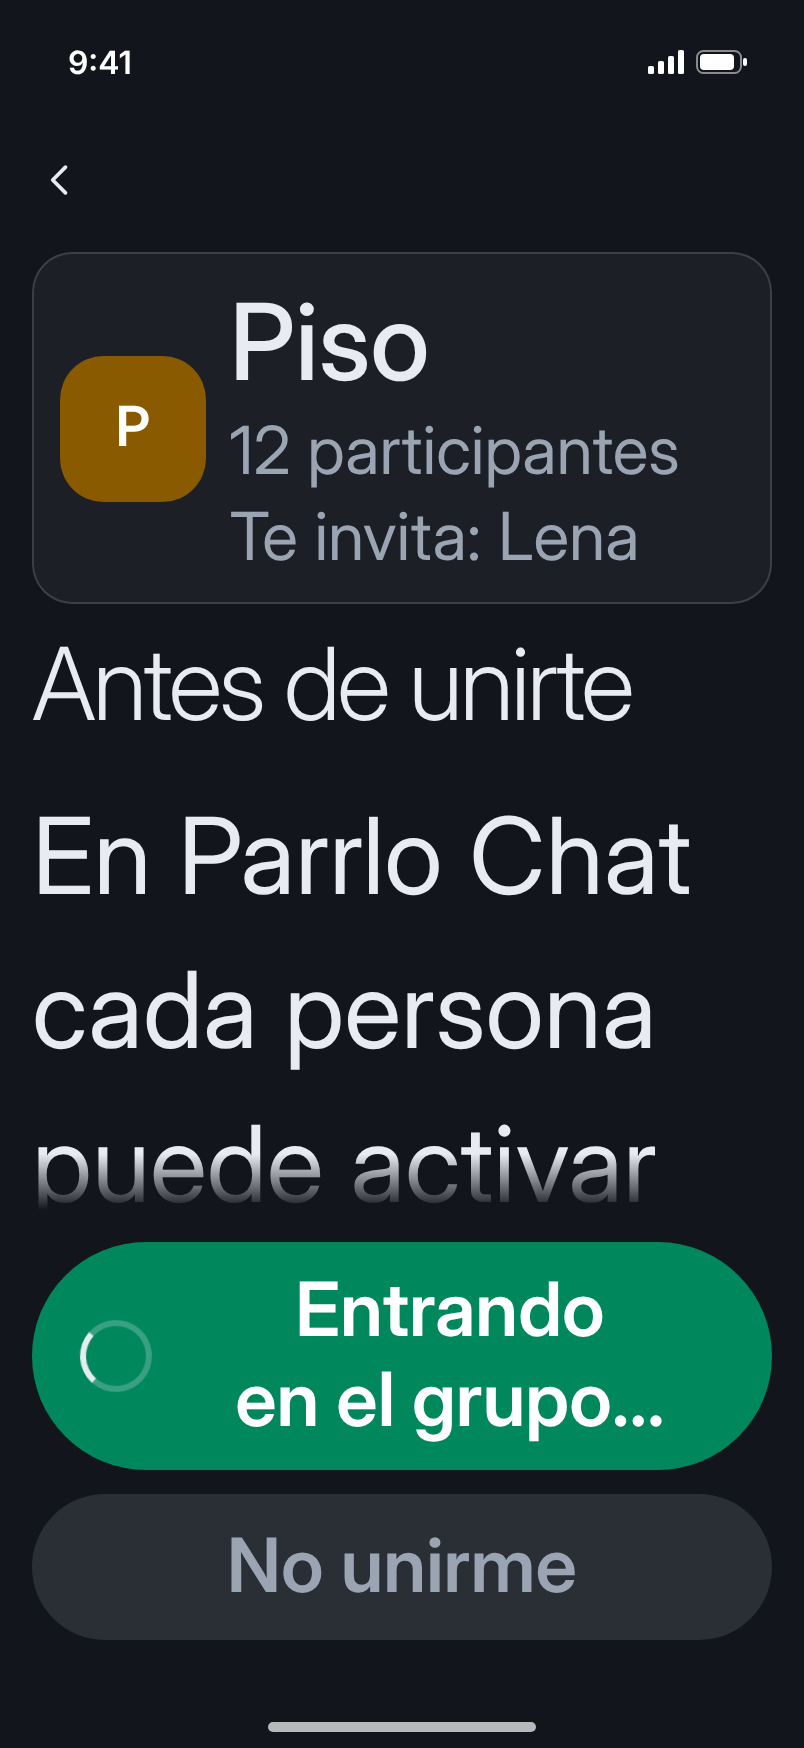 9:41
Piso
P
12 participantes
Te invita: Lena
Antes de unirte
En Parrlo Chat
cada persona
puede activar
Entrando
en el grupo...
No unirme